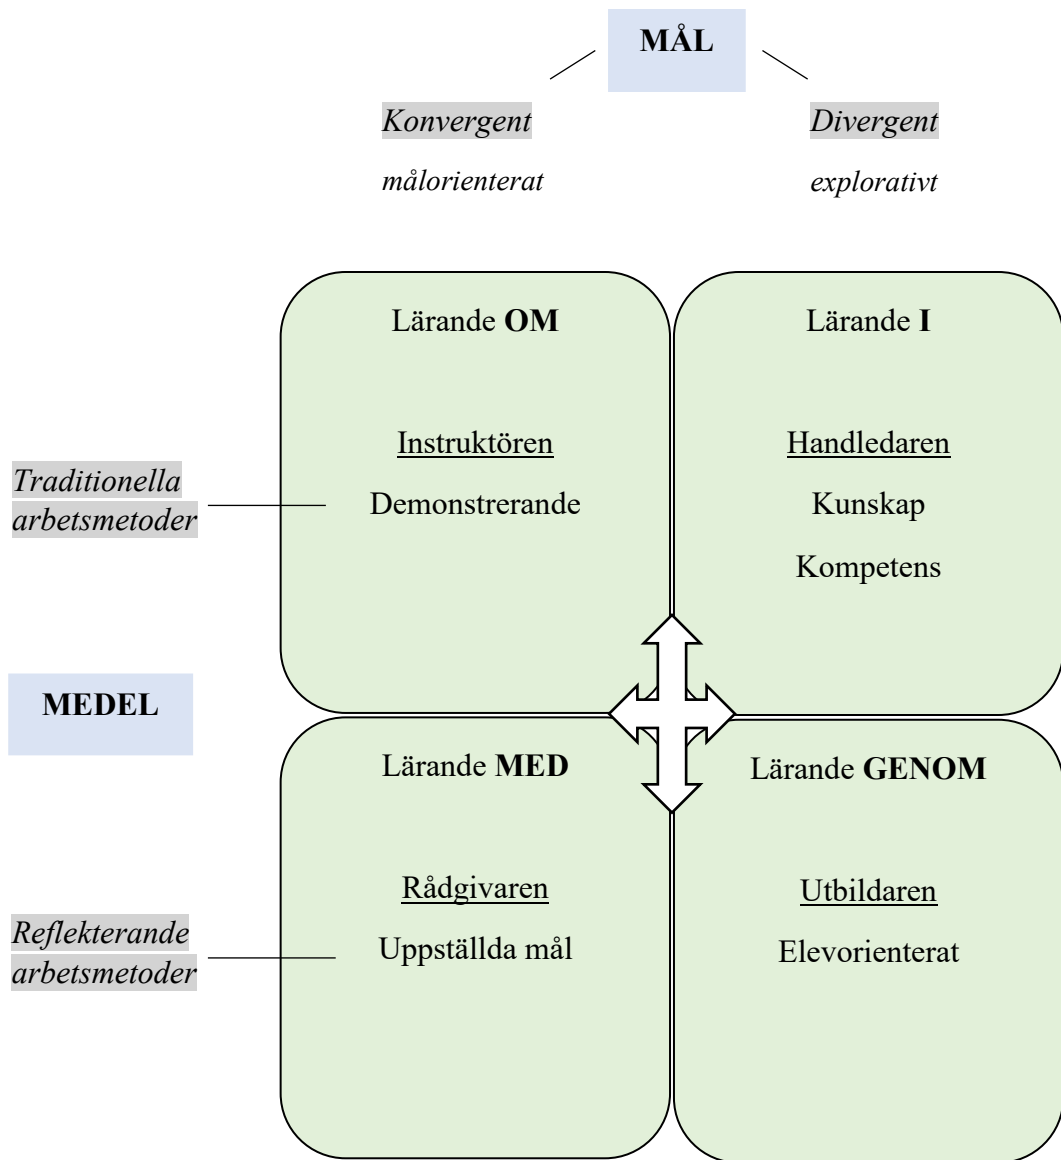 MÅL
Konvergent
Divergent
målorienterat
explorativt
Lärande OM
Lärande I
Instruktören
Handledaren
Traditionella
arbetsmetoder
Demonstrerande
Kunskap
Kompetens
MEDEL
Lärande MED
Lärande GENOM
Rådgivaren
Utbildaren
Reflekterande
arbetsmetoder
Uppställda mål
Elevorienterat